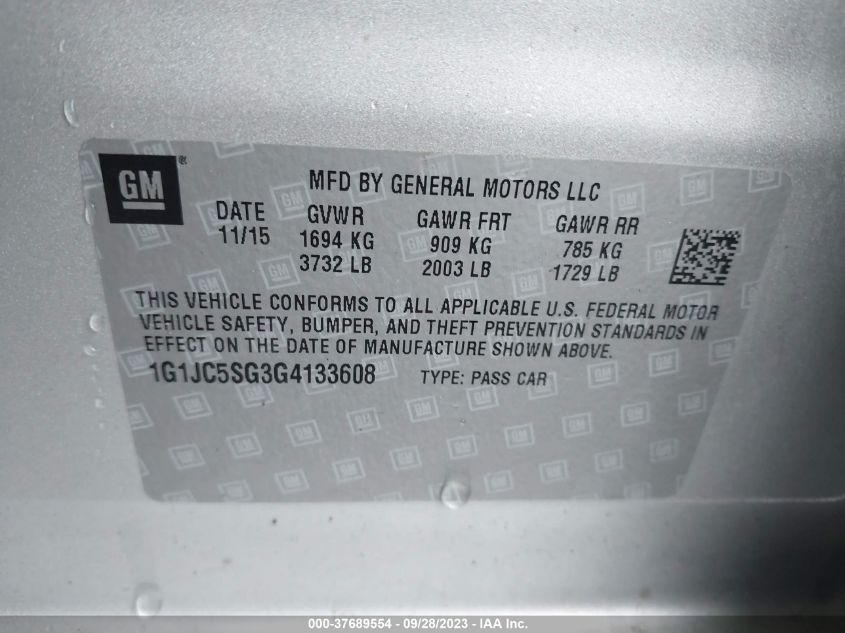 GM®
MFD BY GENERAL MOTORS LLC
DATE GVWR GAWR FRT GAWR RR
11/15 1694 KG 909 KG 785 KG
3732 LB 2003 LB 1729 LB
THIS VEHICLE CONFORMS TO ALL APPLICABLE U.S. FEDERAL MOTOR
VEHICLE SAFETY, BUMPER, AND THEFT PREVENTION STANDARDS IN
EFFECT ON THE DATE OF MANUFACTURE SHOWN ABOVE.
1G1JC5SG3G4133608 TYPE: PASS CAR
000-37689554 - 09/28/2023 - IAA Inc.